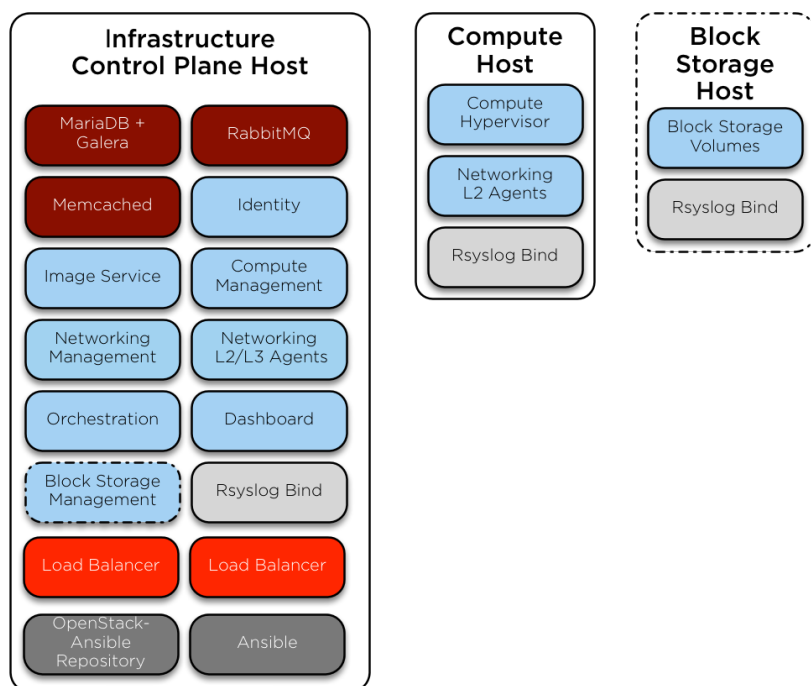 Infrastructure
Control Plane Host
MariaDB +
Galera
RabbitMQ
Memcached
Identity
Image Service
Compute
Management
Networking
Management
Networking
L2/L3 Agents
Orchestration
Dashboard
Block Storage
Management
Rsyslog Bind
Load Balancer
Load Balancer
OpenStack-
Ansible
Repository
Ansible
Compute
Host
Compute
Hypervisor
Networking
L2 Agents
Rsyslog Bind
Block
Storage
Host
Block Storage
Volumes
Rsyslog Bind